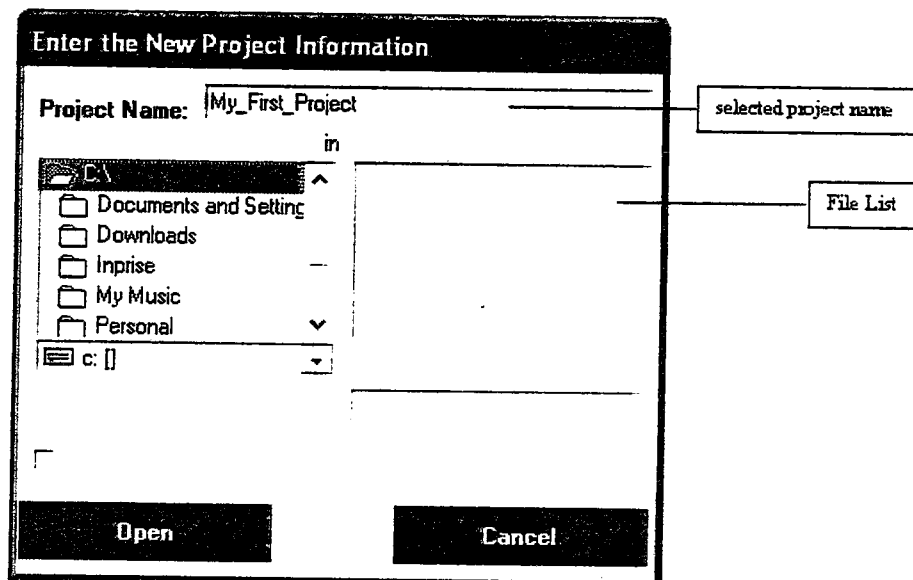 Enter the New Project Information
Project Name: My_First_Project
selected project name
in
C:\
Documents and Setting
File List
Downloads
Inprise
My Music
Personal
c: []
Open
Cancel